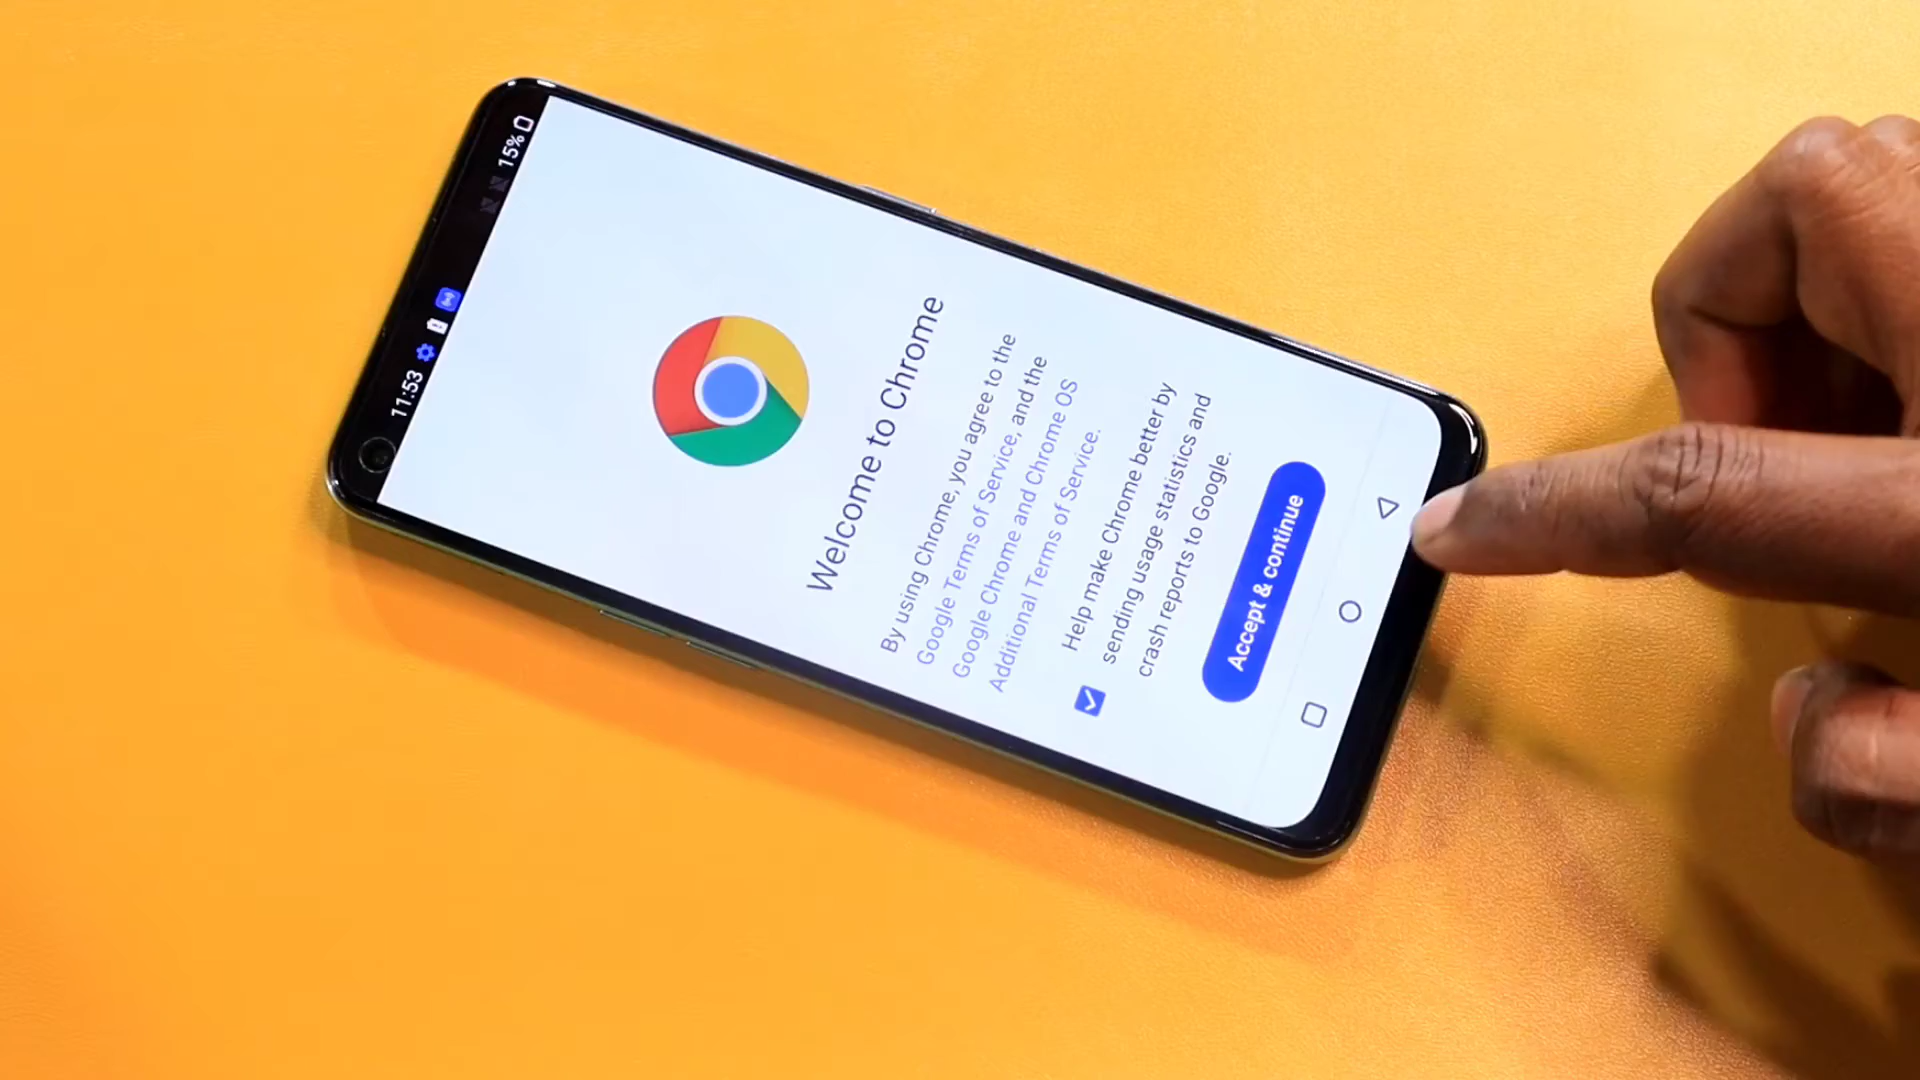 11:53
15%
Welcome to Chrome
By using Chrome, you agree to the
Google Terms of Service, and the
Google Chrome and Chrome OS
Additional Terms of Service.
Help make Chrome better by
sending usage statistics and
crash reports to Google.
Accept & continue